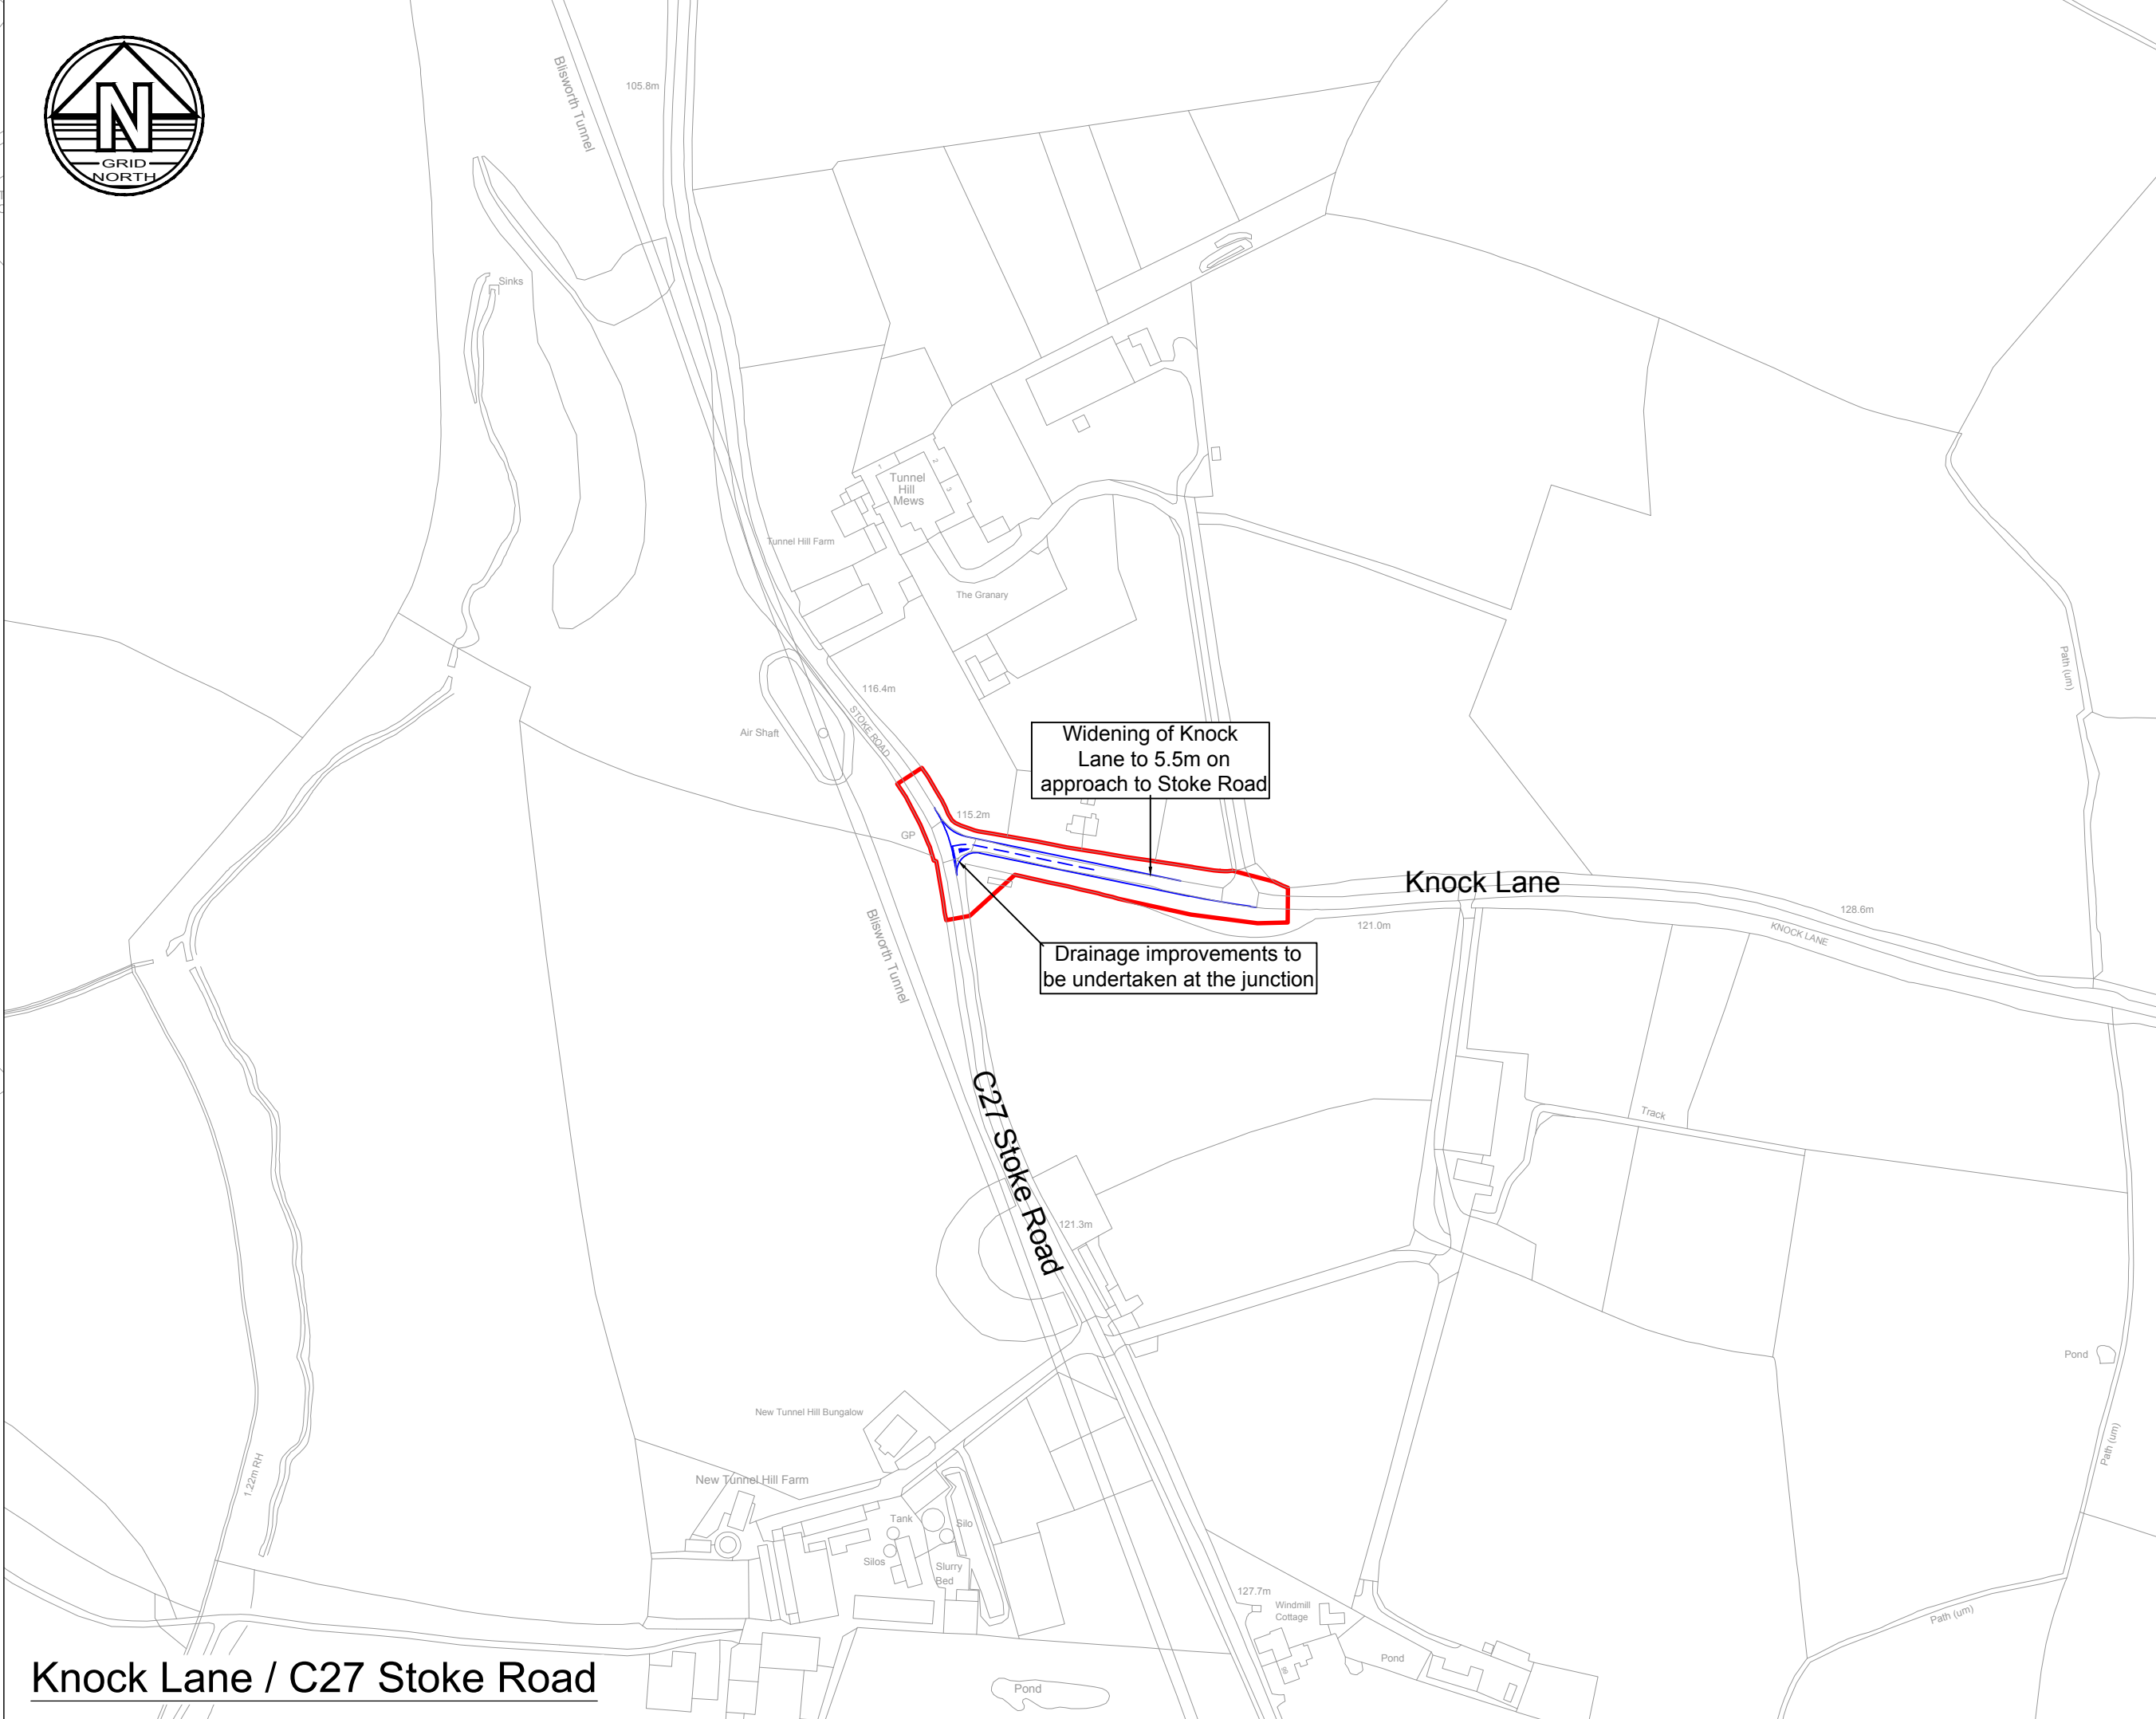 N
GRID
NORTH
Blisworth Tunnel
105.8m
Sinks
1
2
3
Tunnel
Hill
Mews
Tunnel Hill Farm
The Granary
Path (um)
116.4m
STOKE ROAD
Air Shaft
Widening of Knock
Lane to 5.5m on
approach to Stoke Road
115.2m
GP
Knock Lane
128.6m
121.0m
KNOCK LANE
Blisworth Tunnel
Drainage improvements to
be undertaken at the junction
C27 Stoke Road
Track
121.3m
Pond
New Tunnel Hill Bungalow
Path (um)
1.22m RH
New Tunnel Hill Farm
Tank
Silo
Silos
Slurry
Bed
127.7m
Windmill
Cottage
Path (um)
Pond
Pond
Knock Lane / C27 Stoke Road